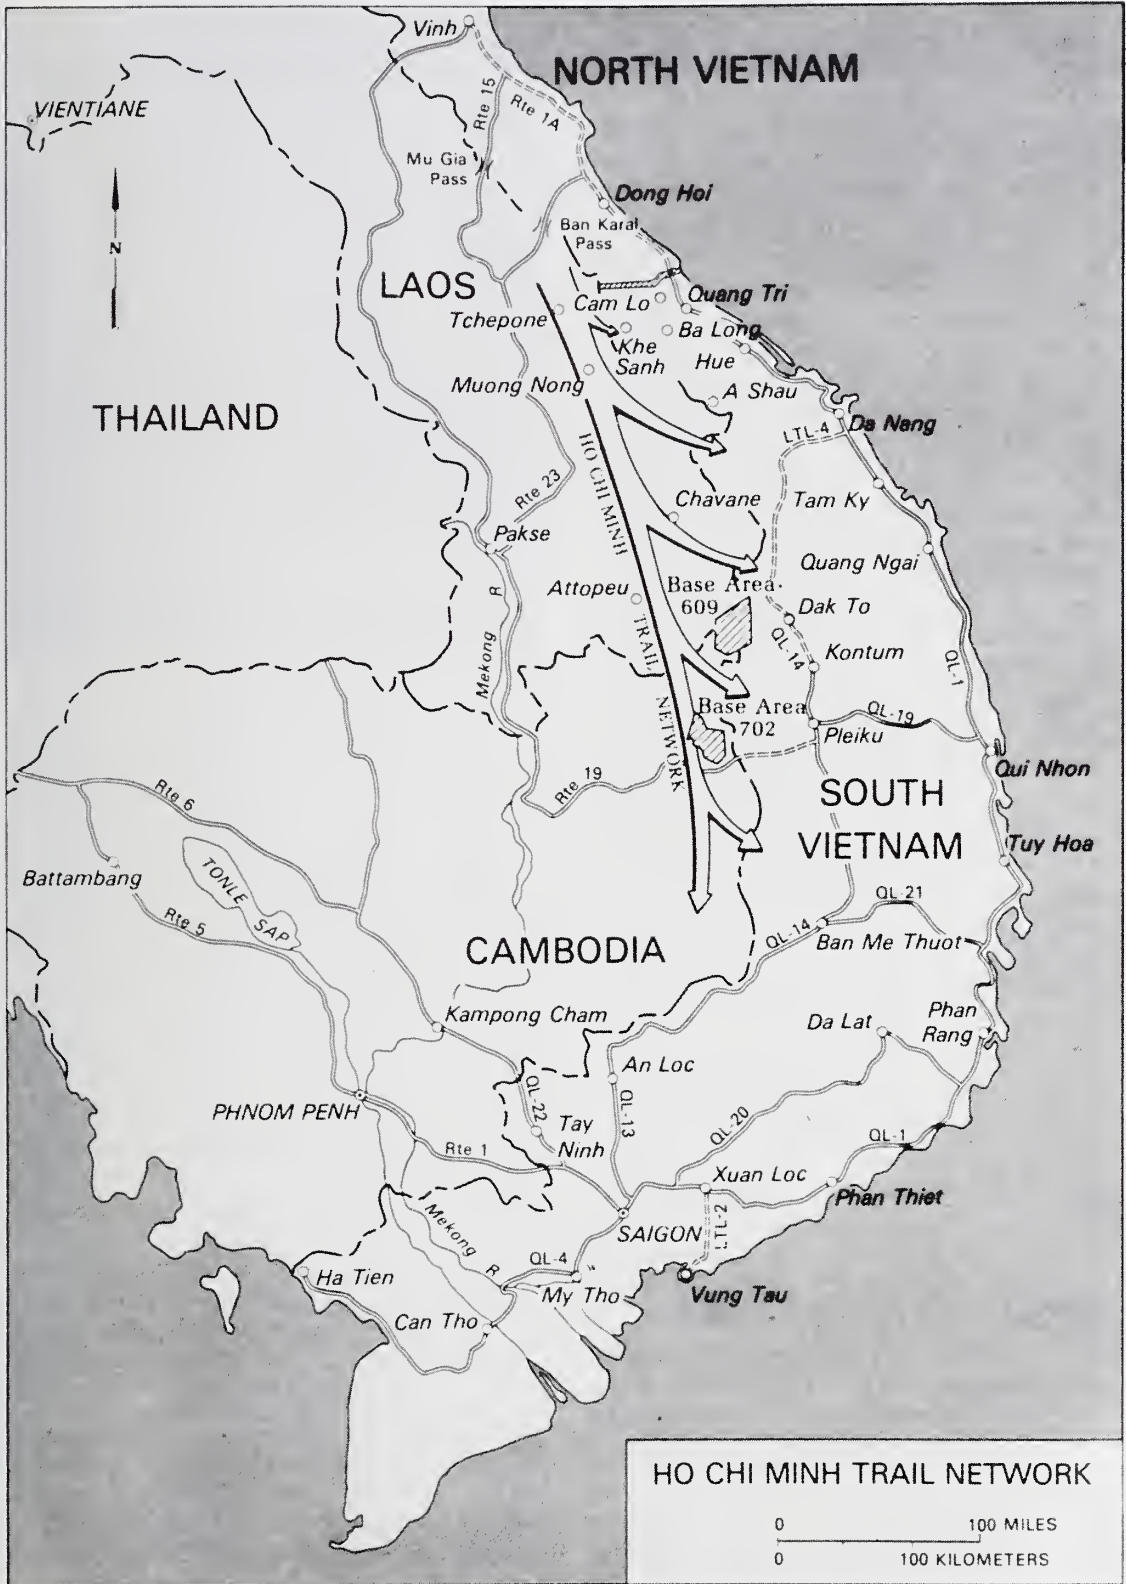 Vinh
NORTH VIETNAM
VIENTIANE
Rte 15
Rte 1A
Mu Gia
Pass
Dong Hoi
N
Ban Karai
Pass
LAOS
Cam Lo
Quang Tri
Tchepone
Ba Long
Khe
Sanh
Hue
Muong Nong
A Shau
THAILAND
Da Nang
LTL-4
HO CHI MINH
TRAIL
NETWORK
Rte 23
Chavane
Tam Ky
Pakse
Quang Ngai
Attopeu
Base Area
609
Dak To
Mekong R
QL-14
Kontum
QL-1
Base Area
702
QL-19
Pleiku
Qui Nhon
Rte 19
Rte 6
SOUTH
VIETNAM
Tuy Hoa
Battambang
TONLE
SAP
Rte 5
QL-21
CAMBODIA
QL-14
Ban Me Thuot
Kampong Cham
Da Lat
Phan
Rang
An Loc
PHNOM PENH
QL-22
Tay
Ninh
QL-13
QL-20
Rte 1
QL-1
Xuan Loc
Phan Thiet
Mekong R
SAIGON
LTL-2
QL-4
Ha Tien
My Tho
Vung Tau
Can Tho
HO CHI MINH TRAIL NETWORK
0 100 MILES
0 100 KILOMETERS